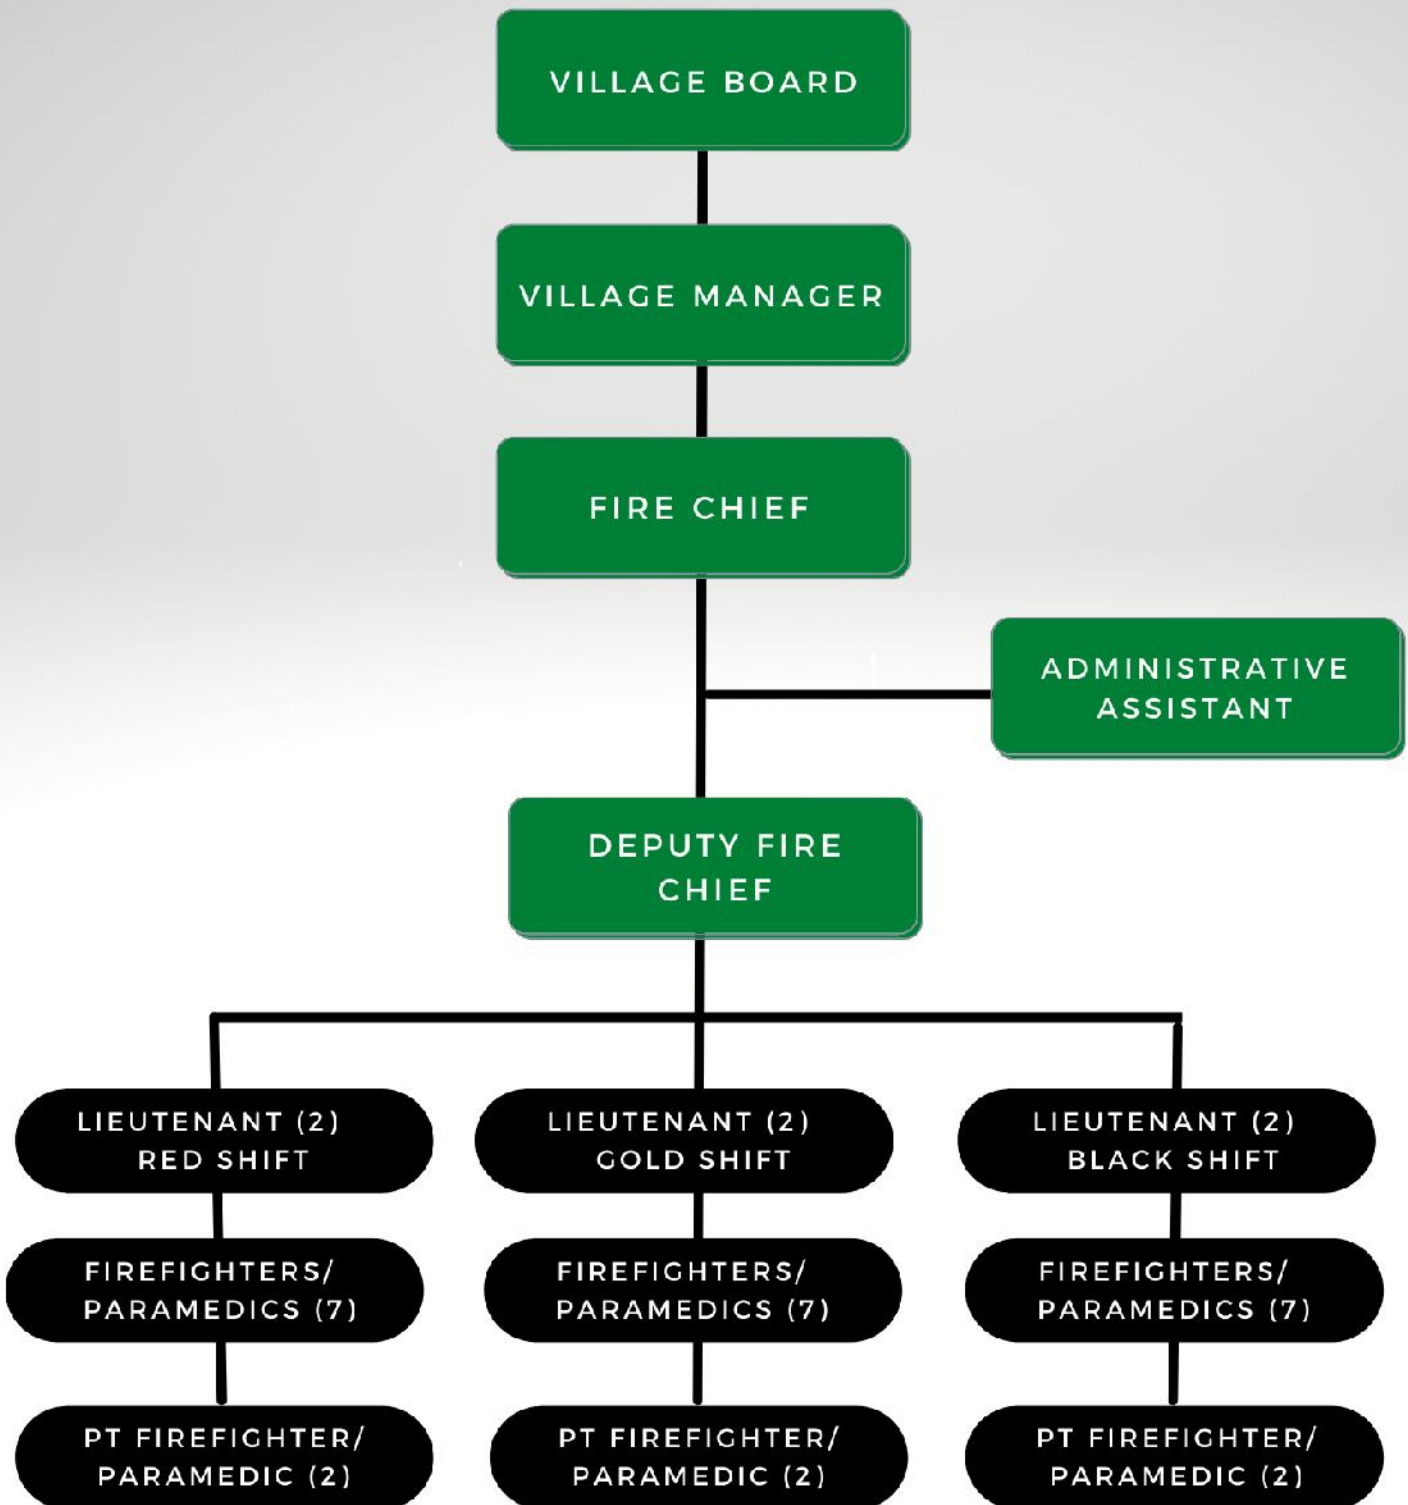 VILLAGE BOARD
VILLAGE MANAGER
FIRE CHIEF
ADMINISTRATIVE
ASSISTANT
DEPUTY FIRE
CHIEF
LIEUTENANT (2)
RED SHIFT
LIEUTENANT (2)
GOLD SHIFT
LIEUTENANT (2)
BLACK SHIFT
FIREFIGHTERS/
PARAMEDICS (7)
FIREFIGHTERS/
PARAMEDICS (7)
FIREFIGHTERS/
PARAMEDICS (7)
PT FIREFIGHTER/
PARAMEDIC (2)
PT FIREFIGHTER/
PARAMEDIC (2)
PT FIREFIGHTER/
PARAMEDIC (2)